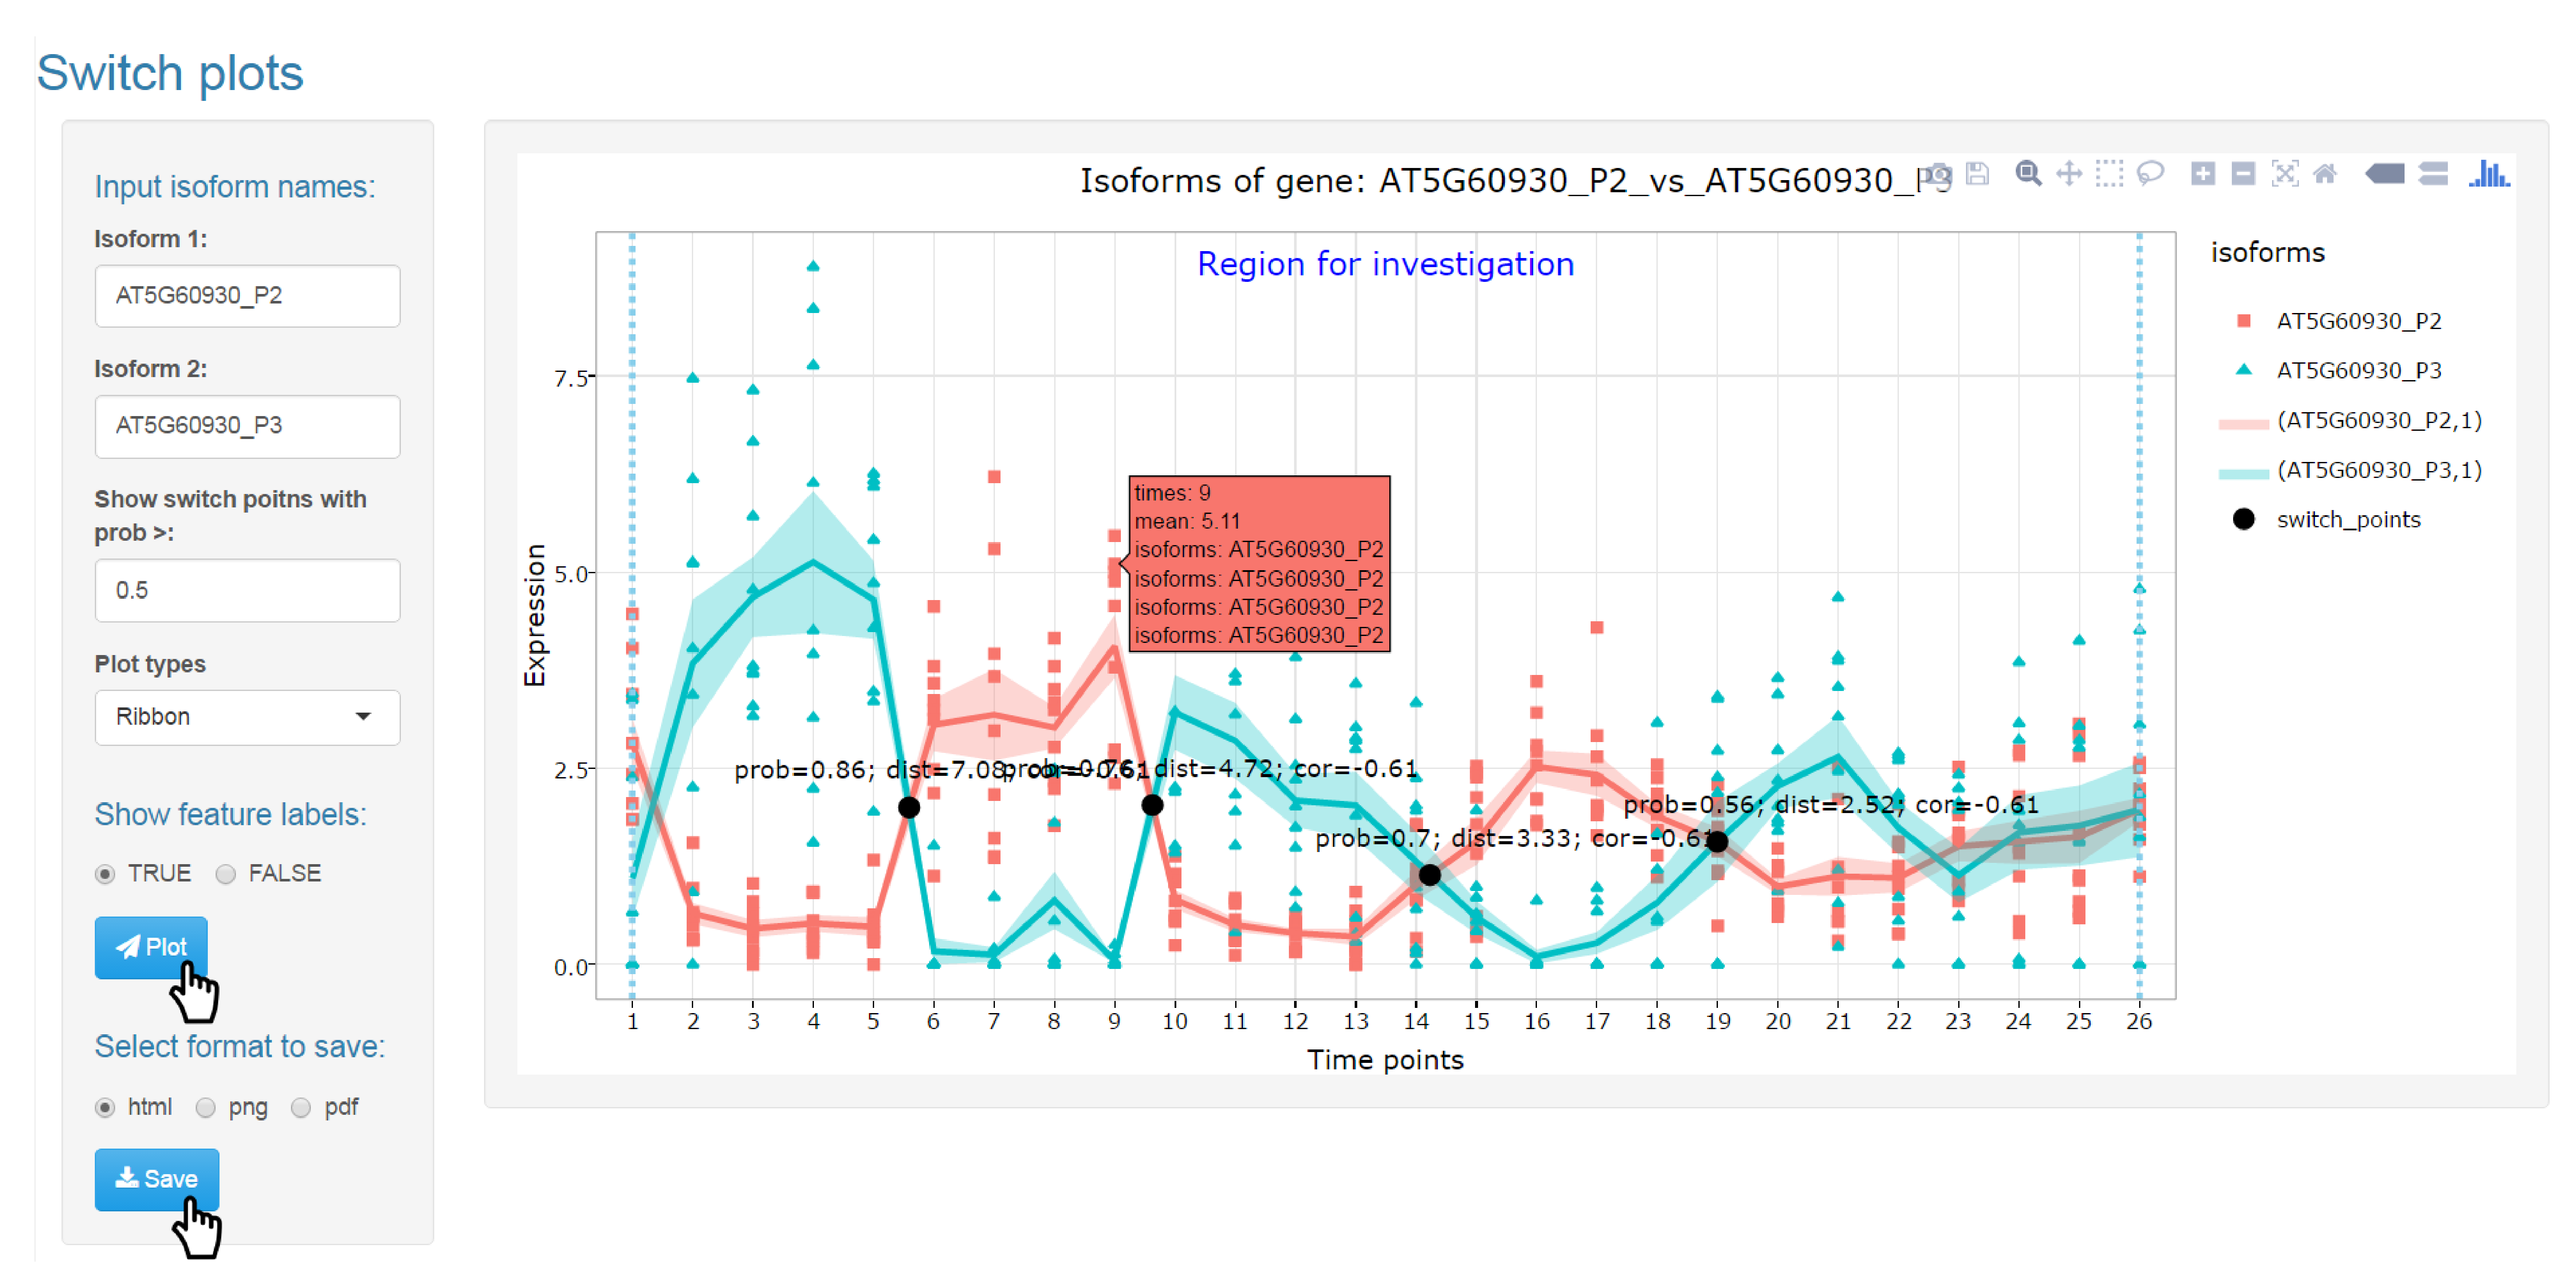 Switch plots
Input isoform names:
Isoform 1:
AT5G60930_P2
Isoform 2:
AT5G60930_P3
Show switch poitns with
prob >:
0.5
Plot types
Ribbon
Show feature labels:
TRUE FALSE
Plot
Select format to save:
html png pdf
Save
Isoforms of gene: AT5G60930_P2_vs_AT5G60930_P3
Region for investigation
Expression
7.5
5.0
2.5
0.0
times: 9
mean: 5.11
isoforms: AT5G60930_P2
isoforms: AT5G60930_P2
isoforms: AT5G60930_P2
isoforms: AT5G60930_P2
prob=0.86; dist=7.08; cor=-0.61
prob=0.76; dist=4.72; cor=-0.61
prob=0.7; dist=3.33; cor=-0.61
prob=0.56; dist=2.52; cor=-0.61
1 2 3 4 5 6 7 8 9 10 11 12 13 14 15 16 17 18 19 20 21 22 23 24 25 26
Time points
isoforms
AT5G60930_P2
AT5G60930_P3
(AT5G60930_P2,1)
(AT5G60930_P3,1)
switch_points